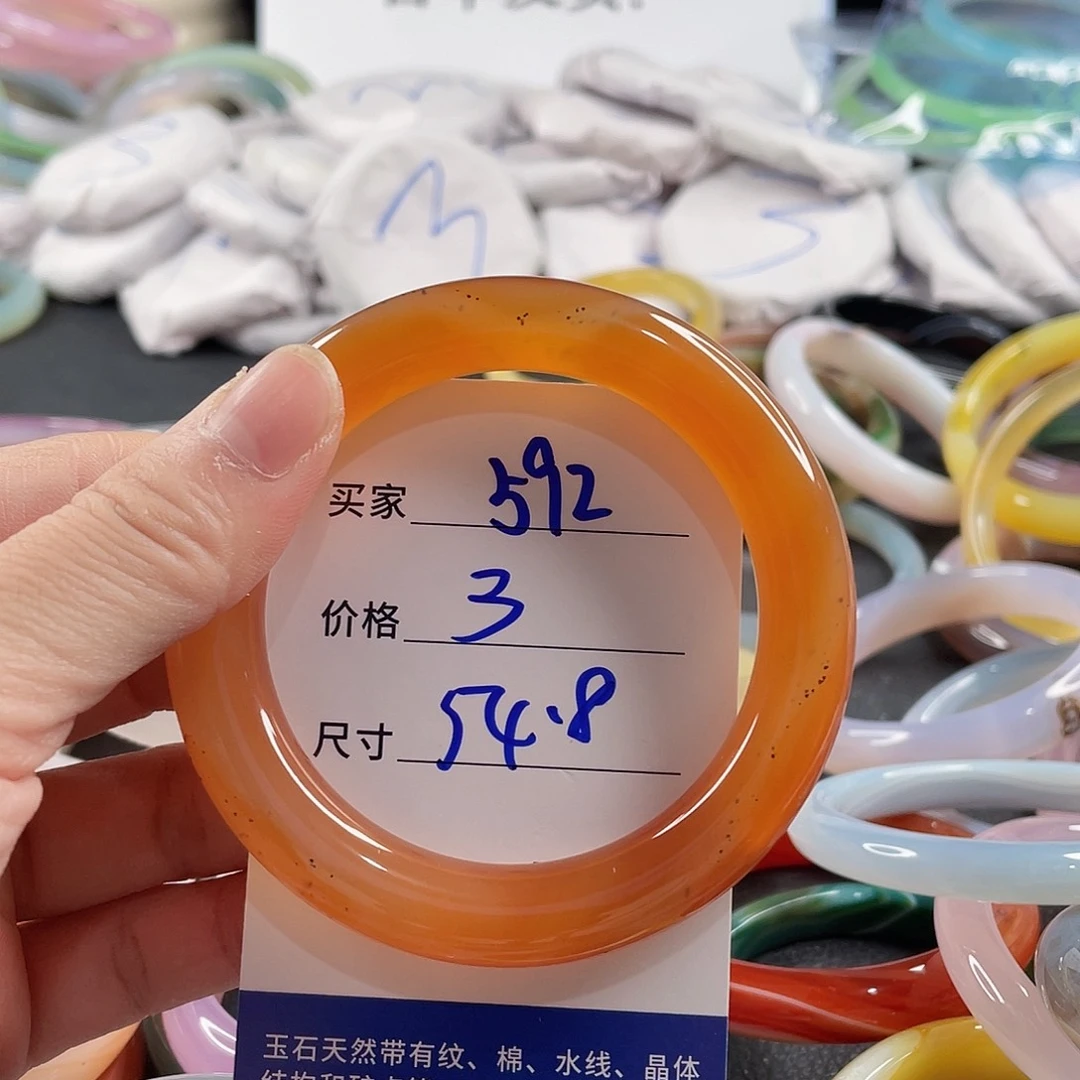 M
S
买家 592
价格 3
尺寸 54.8
玉石天然带有纹、棉、水线、晶体